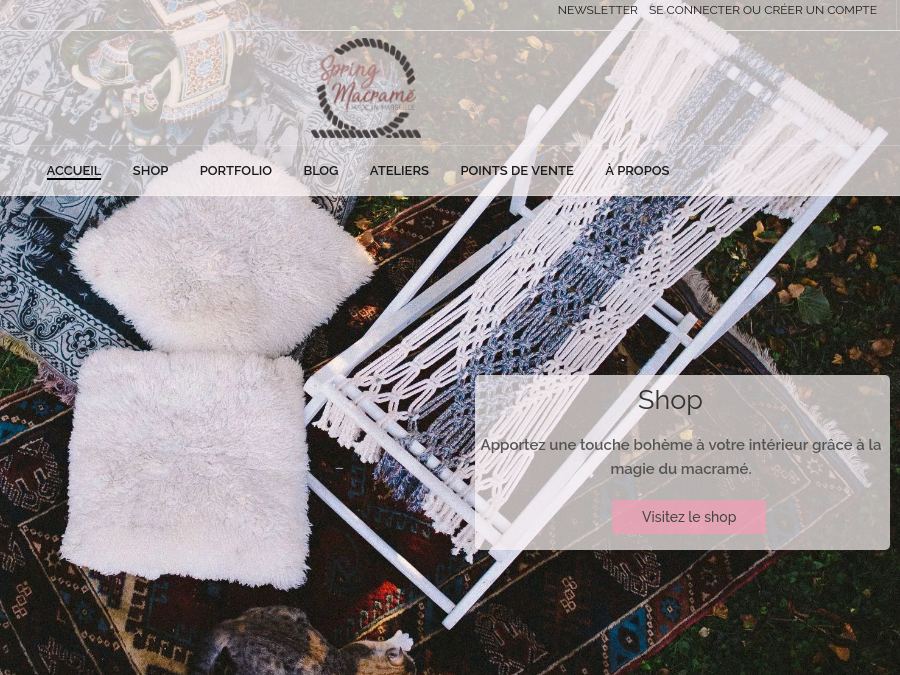 NEWSLETTER SE CONNECTER OU CRÉER UN COMPTE
Spring
Macramé
ACCUEIL SHOP PORTFOLIO BLOG ATELIERS POINTS DE VENTE À PROPOS
Shop
Apportez une touche bohème à votre intérieur grâce à la
magie du macramé.
Visitez le shop